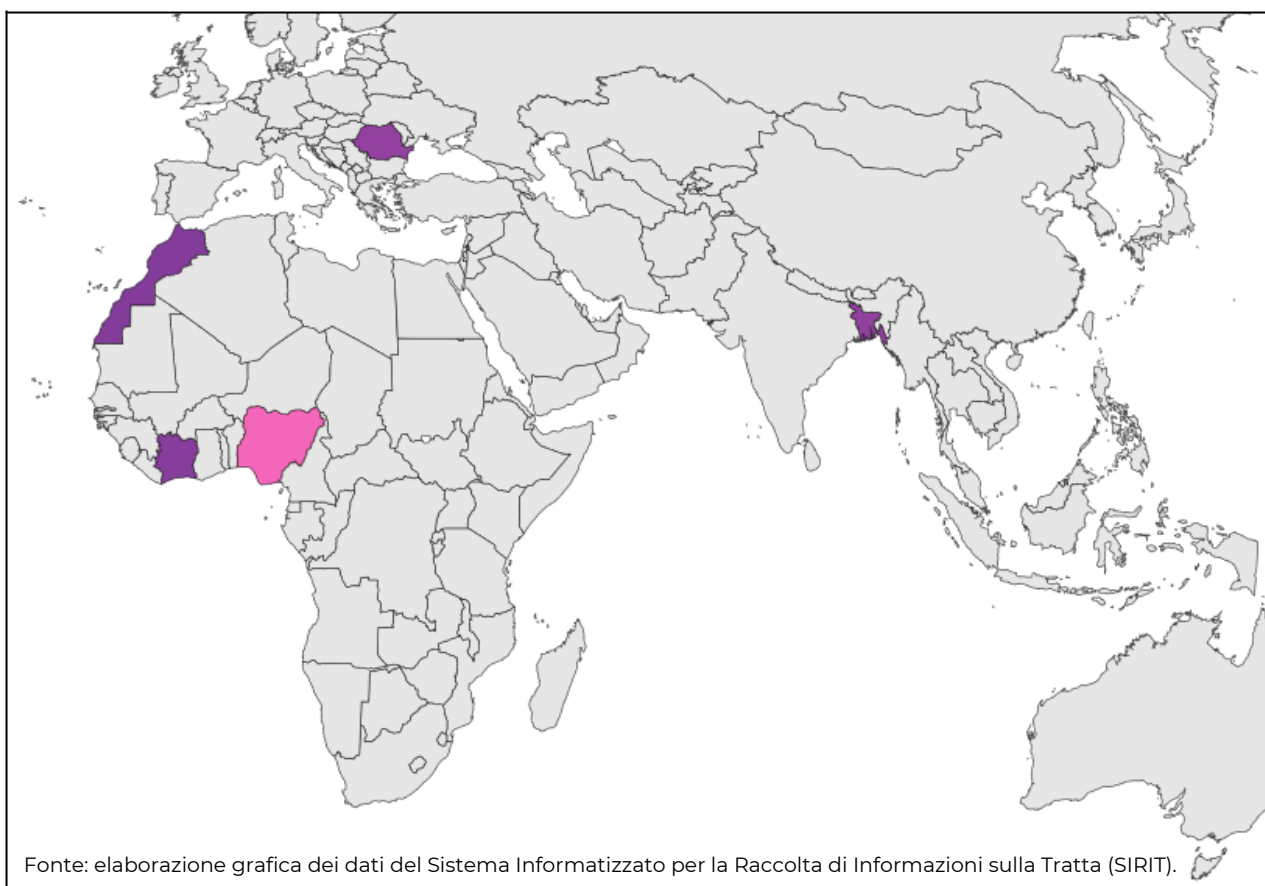 Fonte: elaborazione grafica dei dati del Sistema Informatizzato per la Raccolta di Informazioni sulla Tratta (SIRIT).